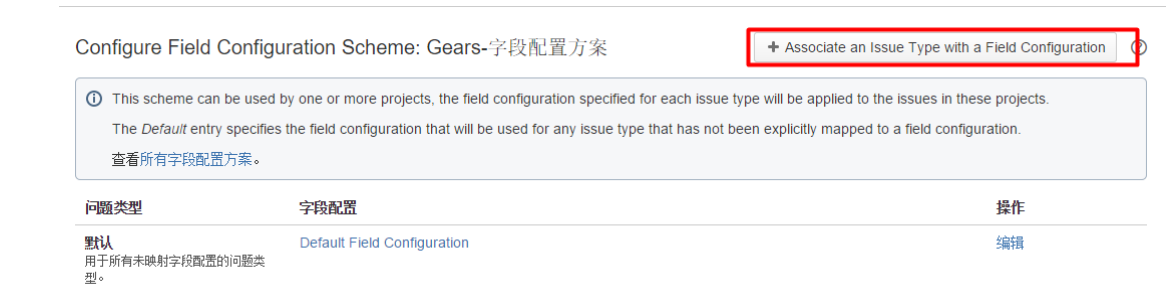 Configure Field Configuration Scheme: Gears-字段配置方案
+ Associate an Issue Type with a Field Configuration
This scheme can be used by one or more projects, the field configuration specified for each issue type will be applied to the issues in these projects.
The Default entry specifies the field configuration that will be used for any issue type that has not been explicitly mapped to a field configuration.
查看所有字段配置方案。
问题类型 字段配置 操作
默认 Default Field Configuration 编辑
用于所有未映射字段配置的问题类
型。